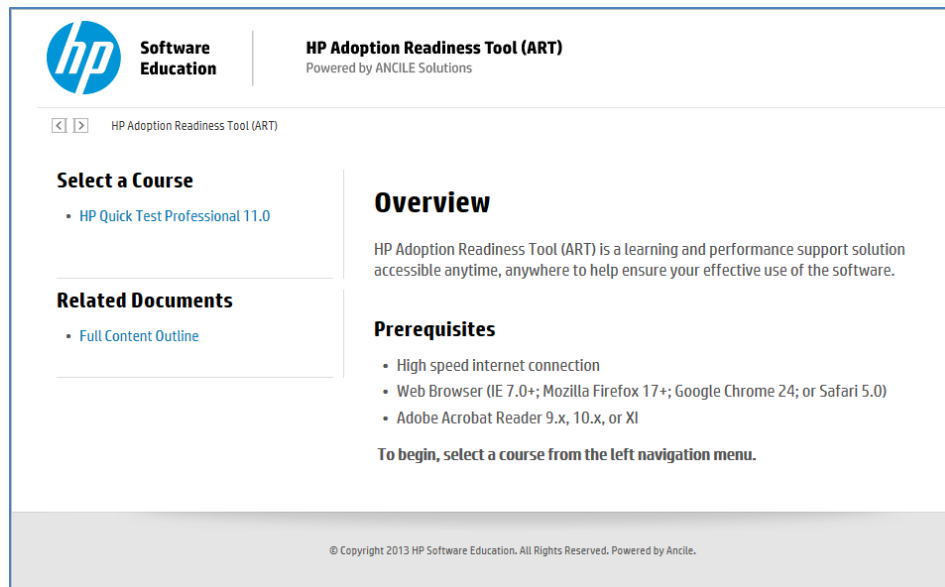 hp
Software
Education
HP Adoption Readiness Tool (ART)
Powered by ANCILE Solutions
< > HP Adoption Readiness Tool (ART)
Select a Course
• HP Quick Test Professional 11.0
Related Documents
• Full Content Outline
Overview
HP Adoption Readiness Tool (ART) is a learning and performance support solution
accessible anytime, anywhere to help ensure your effective use of the software.
Prerequisites
• High speed internet connection
• Web Browser (IE 7.0+; Mozilla Firefox 17+; Google Chrome 24; or Safari 5.0)
• Adobe Acrobat Reader 9.x, 10.x, or XI
To begin, select a course from the left navigation menu.
© Copyright 2013 HP Software Education. All Rights Reserved. Powered by Ancile.